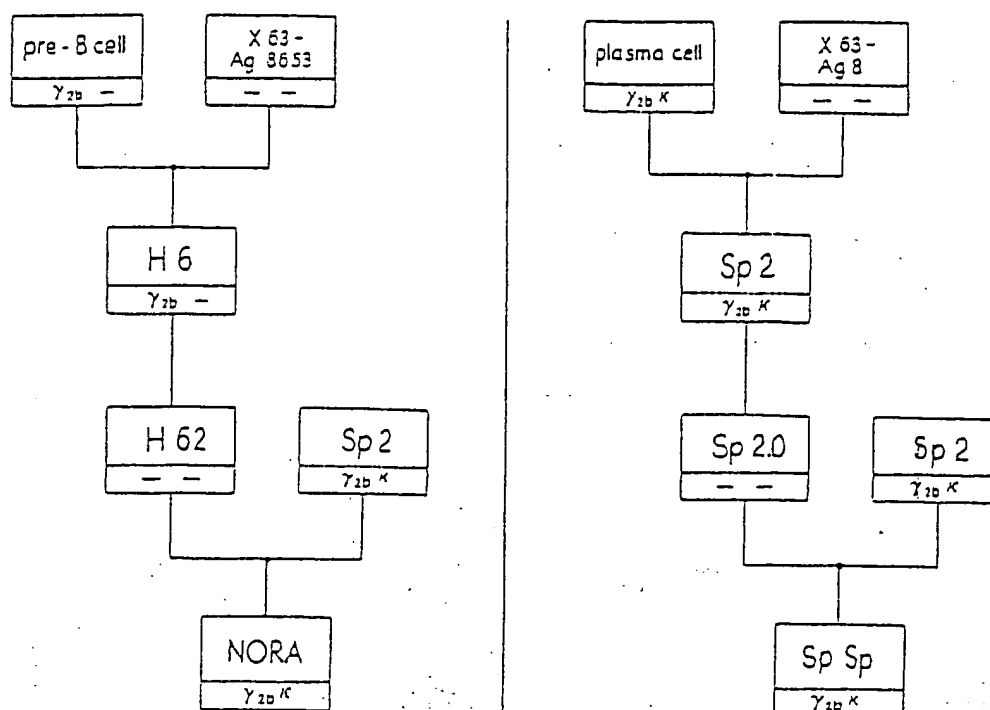 pre - B cell
γ2b —
X 63 -
Ag 8653
— —
H 6
γ2b —
H 62
— —
Sp 2
γ2b κ
NORA
γ2b κ
plasma cell
γ2b κ
X 63 -
Ag 8
— —
Sp 2
γ2b κ
Sp 2.0
— —
Sp 2
γ2b κ
Sp Sp
γ2b κ